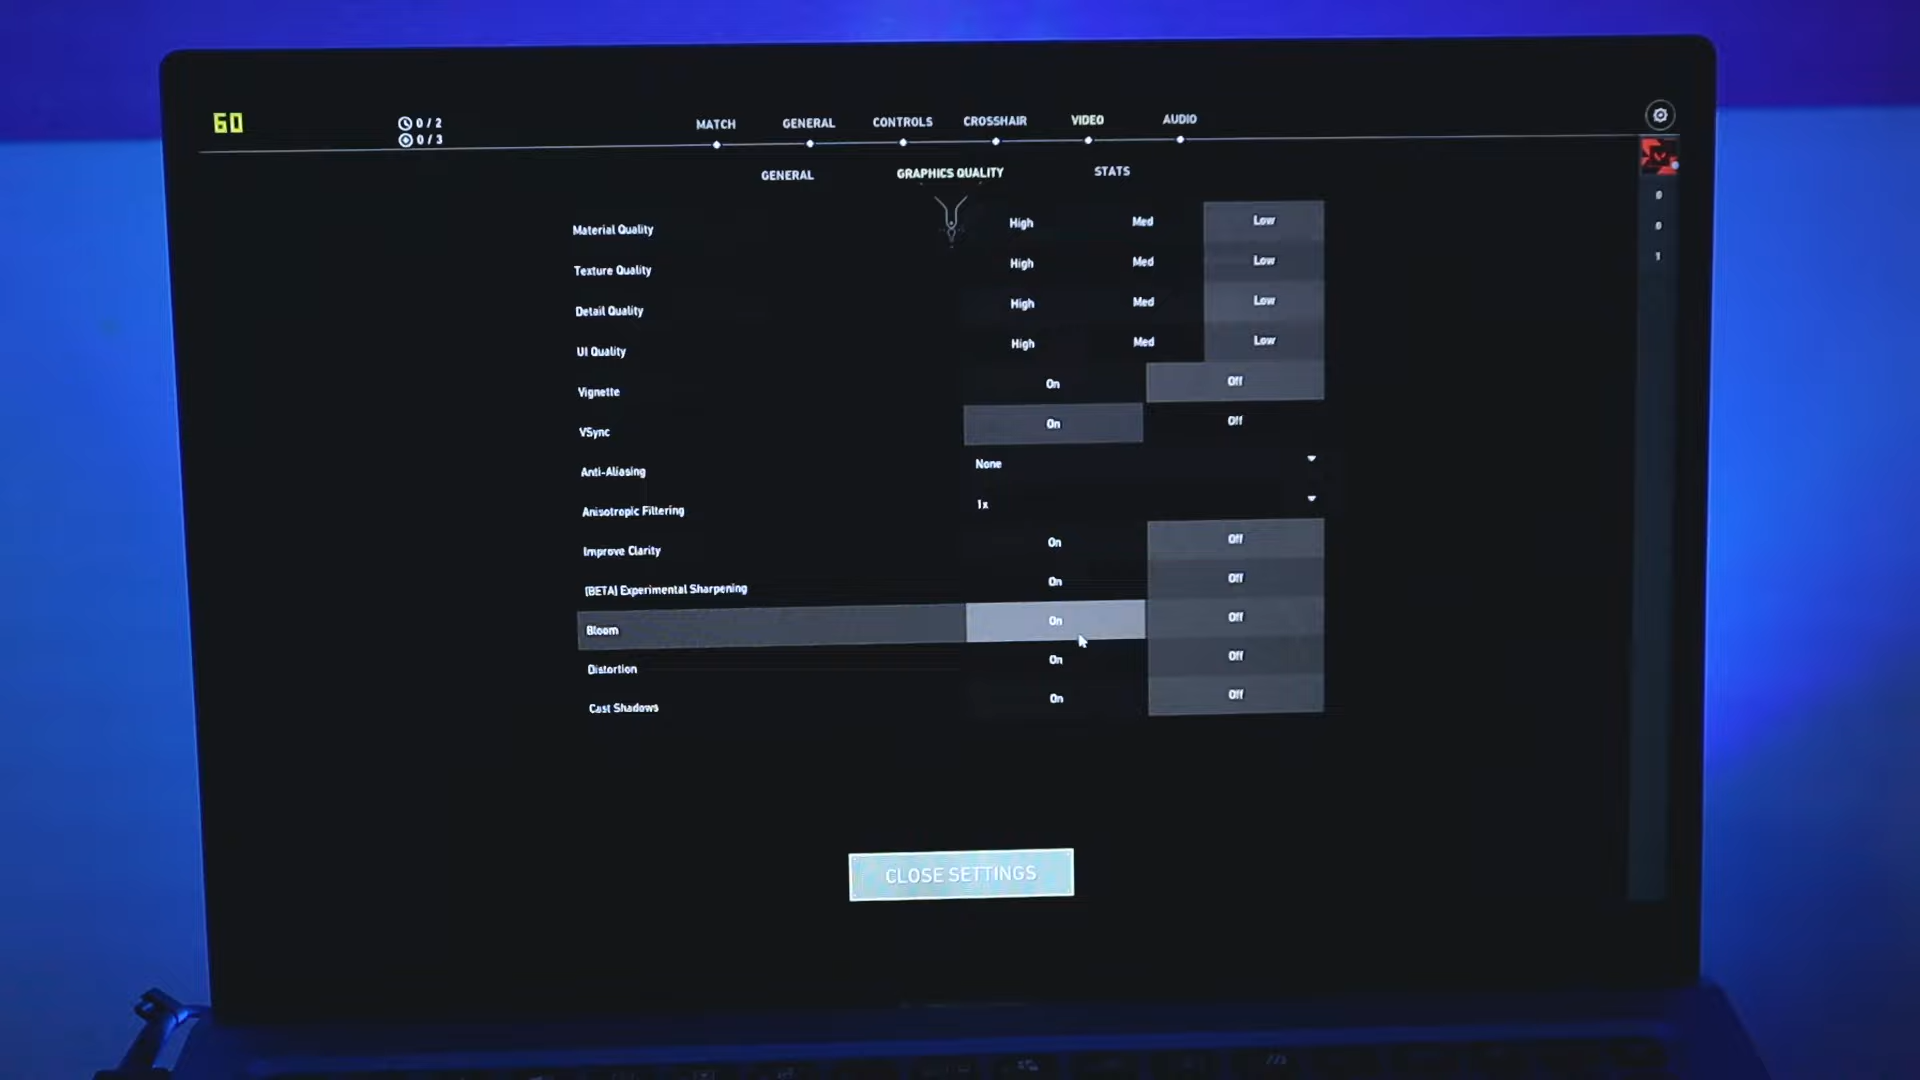 60
0 / 2
0 / 3
MATCH GENERAL CONTROLS CROSSHAIR VIDEO AUDIO
GENERAL GRAPHICS QUALITY STATS
Material Quality High Med Low
Texture Quality High Med Low
Detail Quality High Med Low
UI Quality High Med Low
Vignette On Off
VSync On Off
Anti-Aliasing None
Anisotropic Filtering 1x
Improve Clarity On Off
[BETA] Experimental Sharpening On Off
Bloom On Off
Distortion On Off
Cast Shadows On Off
CLOSE SETTINGS
0
0
1